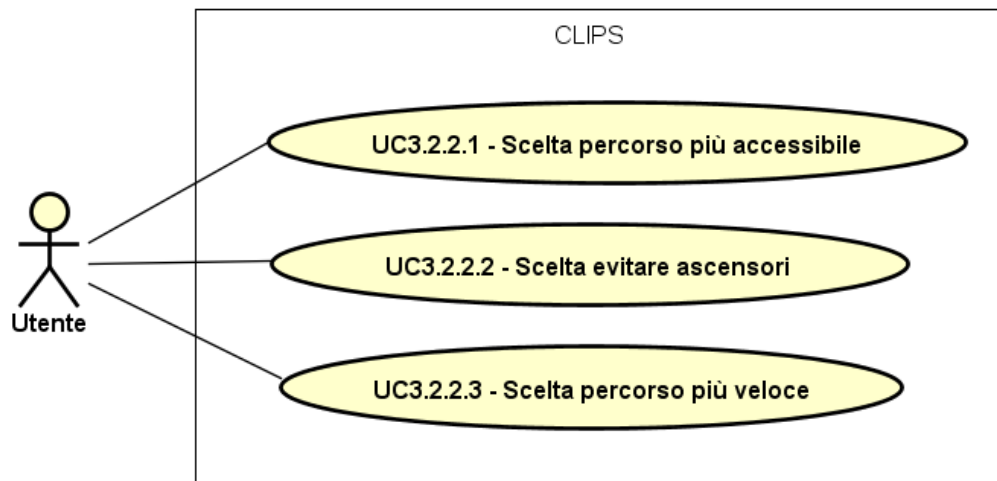 CLIPS
UC3.2.2.1 - Scelta percorso più accessibile
UC3.2.2.2 - Scelta evitare ascensori
Utente
UC3.2.2.3 - Scelta percorso più veloce